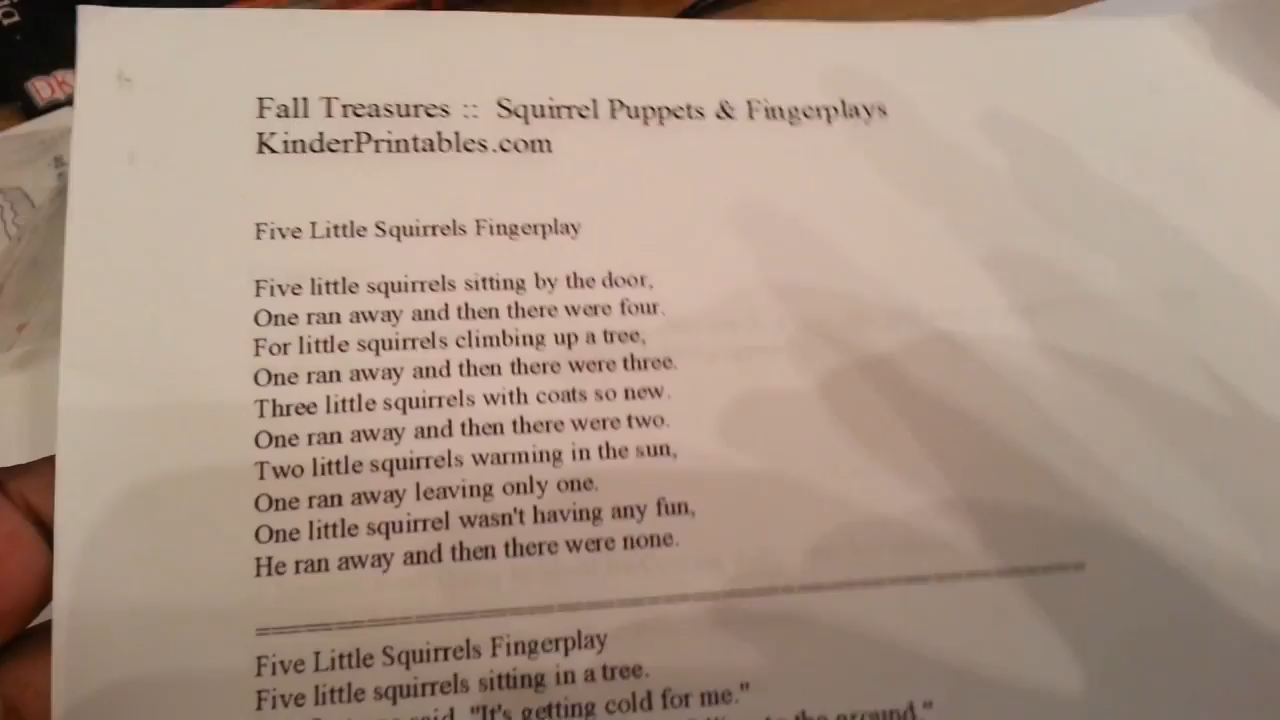 DK
Fall Treasures :: Squirrel Puppets & Fingerplays
KinderPrintables.com
Five Little Squirrels Fingerplay
Five little squirrels sitting by the door,
One ran away and then there were four.
For little squirrels climbing up a tree,
One ran away and then there were three.
Three little squirrels with coats so new.
One ran away and then there were two.
Two little squirrels warming in the sun,
One ran away leaving only one.
One little squirrel wasn't having any fun,
He ran away and then there were none.
Five Little Squirrels Fingerplay
Five little squirrels sitting in a tree.
said, "It's getting cold for me."
to the ground."